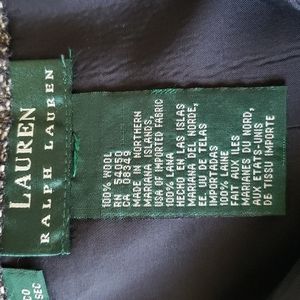 LAUREN
RALPH LAUREN
100% WOOL
RN 54050
CA 03349
MADE IN NORTHERN
MARIANA ISLANDS,
USA OF IMPORTED FABRIC
100% LANA
HECHO EN LAS ISLAS
MARIANA DEL NORDE,
EE. UU DE TELAS
IMPORTADAS
100% LAINE
FAIT AUX ILES
MARIANES DU NORD,
AUX ETATS-UNIS
DE TISSU IMPORTE